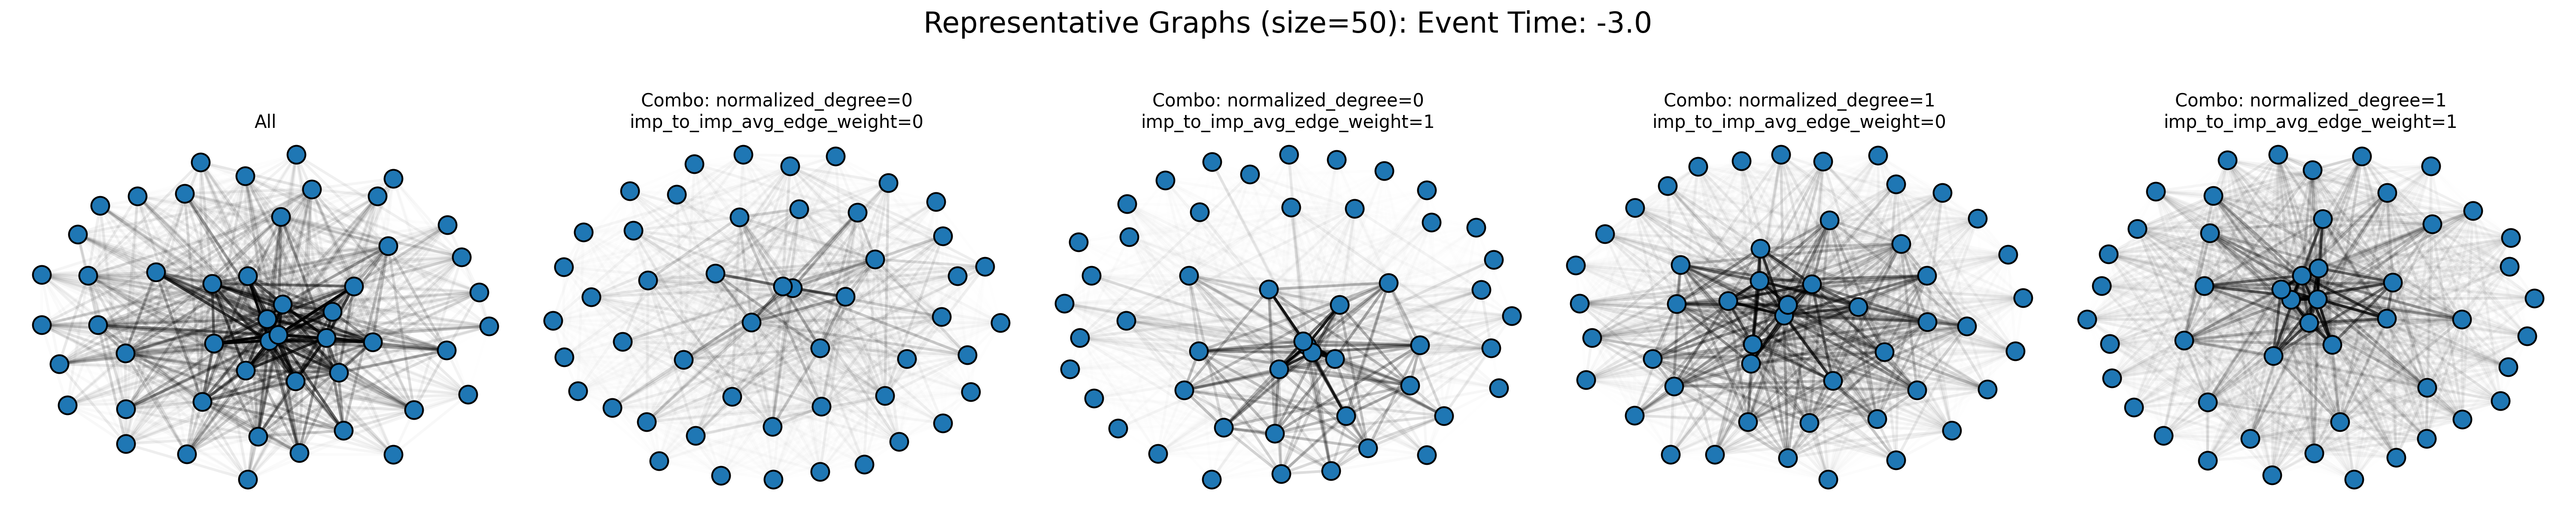 Representative Graphs (size=50): Event Time: -3.0
All
Combo: normalized_degree=0
imp_to_imp_avg_edge_weight=0
Combo: normalized_degree=0
imp_to_imp_avg_edge_weight=1
Combo: normalized_degree=1
imp_to_imp_avg_edge_weight=0
Combo: normalized_degree=1
imp_to_imp_avg_edge_weight=1